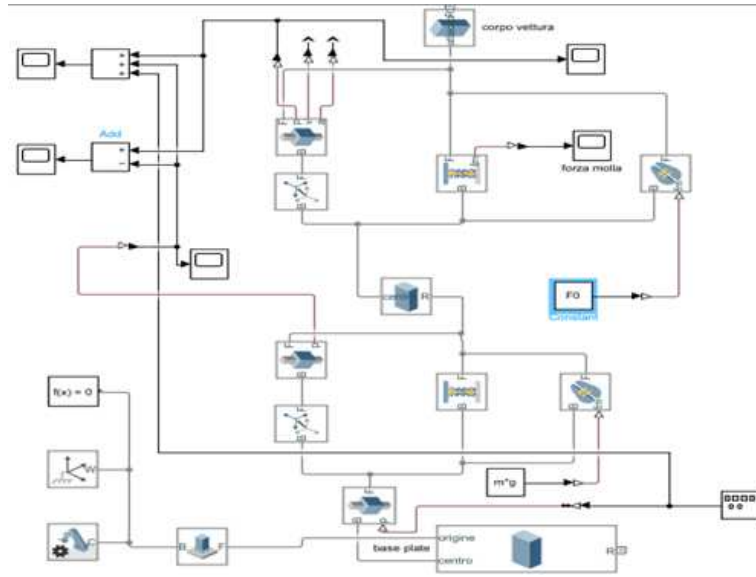 corpo vettura
Add
forza molla
F0
Constant
R
f(x) = 0
W
m*g
C
B
F
base plate
origine
centro
R